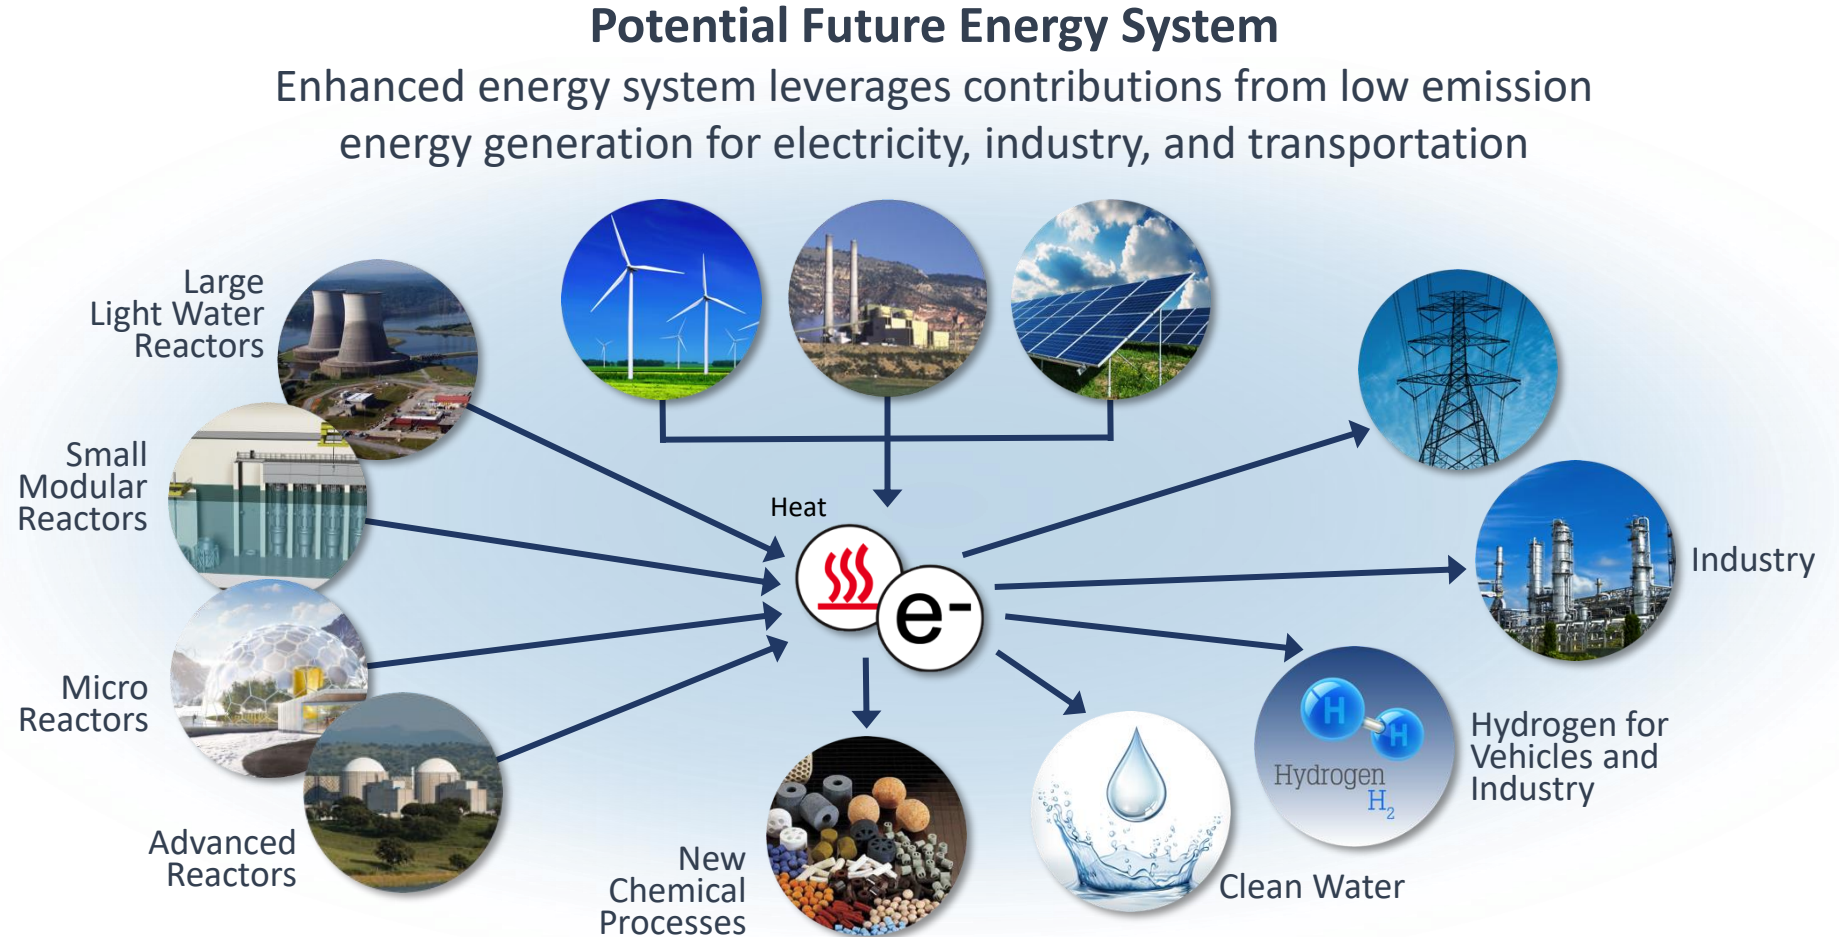 Potential Future Energy System
Enhanced energy system leverages contributions from low emission
energy generation for electricity, industry, and transportation
Large
Light Water
Reactors
Small
Modular
Reactors
Micro
Reactors
Advanced
Reactors
Heat
e-
Industry
H
H
Hydrogen
H₂
Hydrogen for
Vehicles and
Industry
Clean Water
New
Chemical
Processes